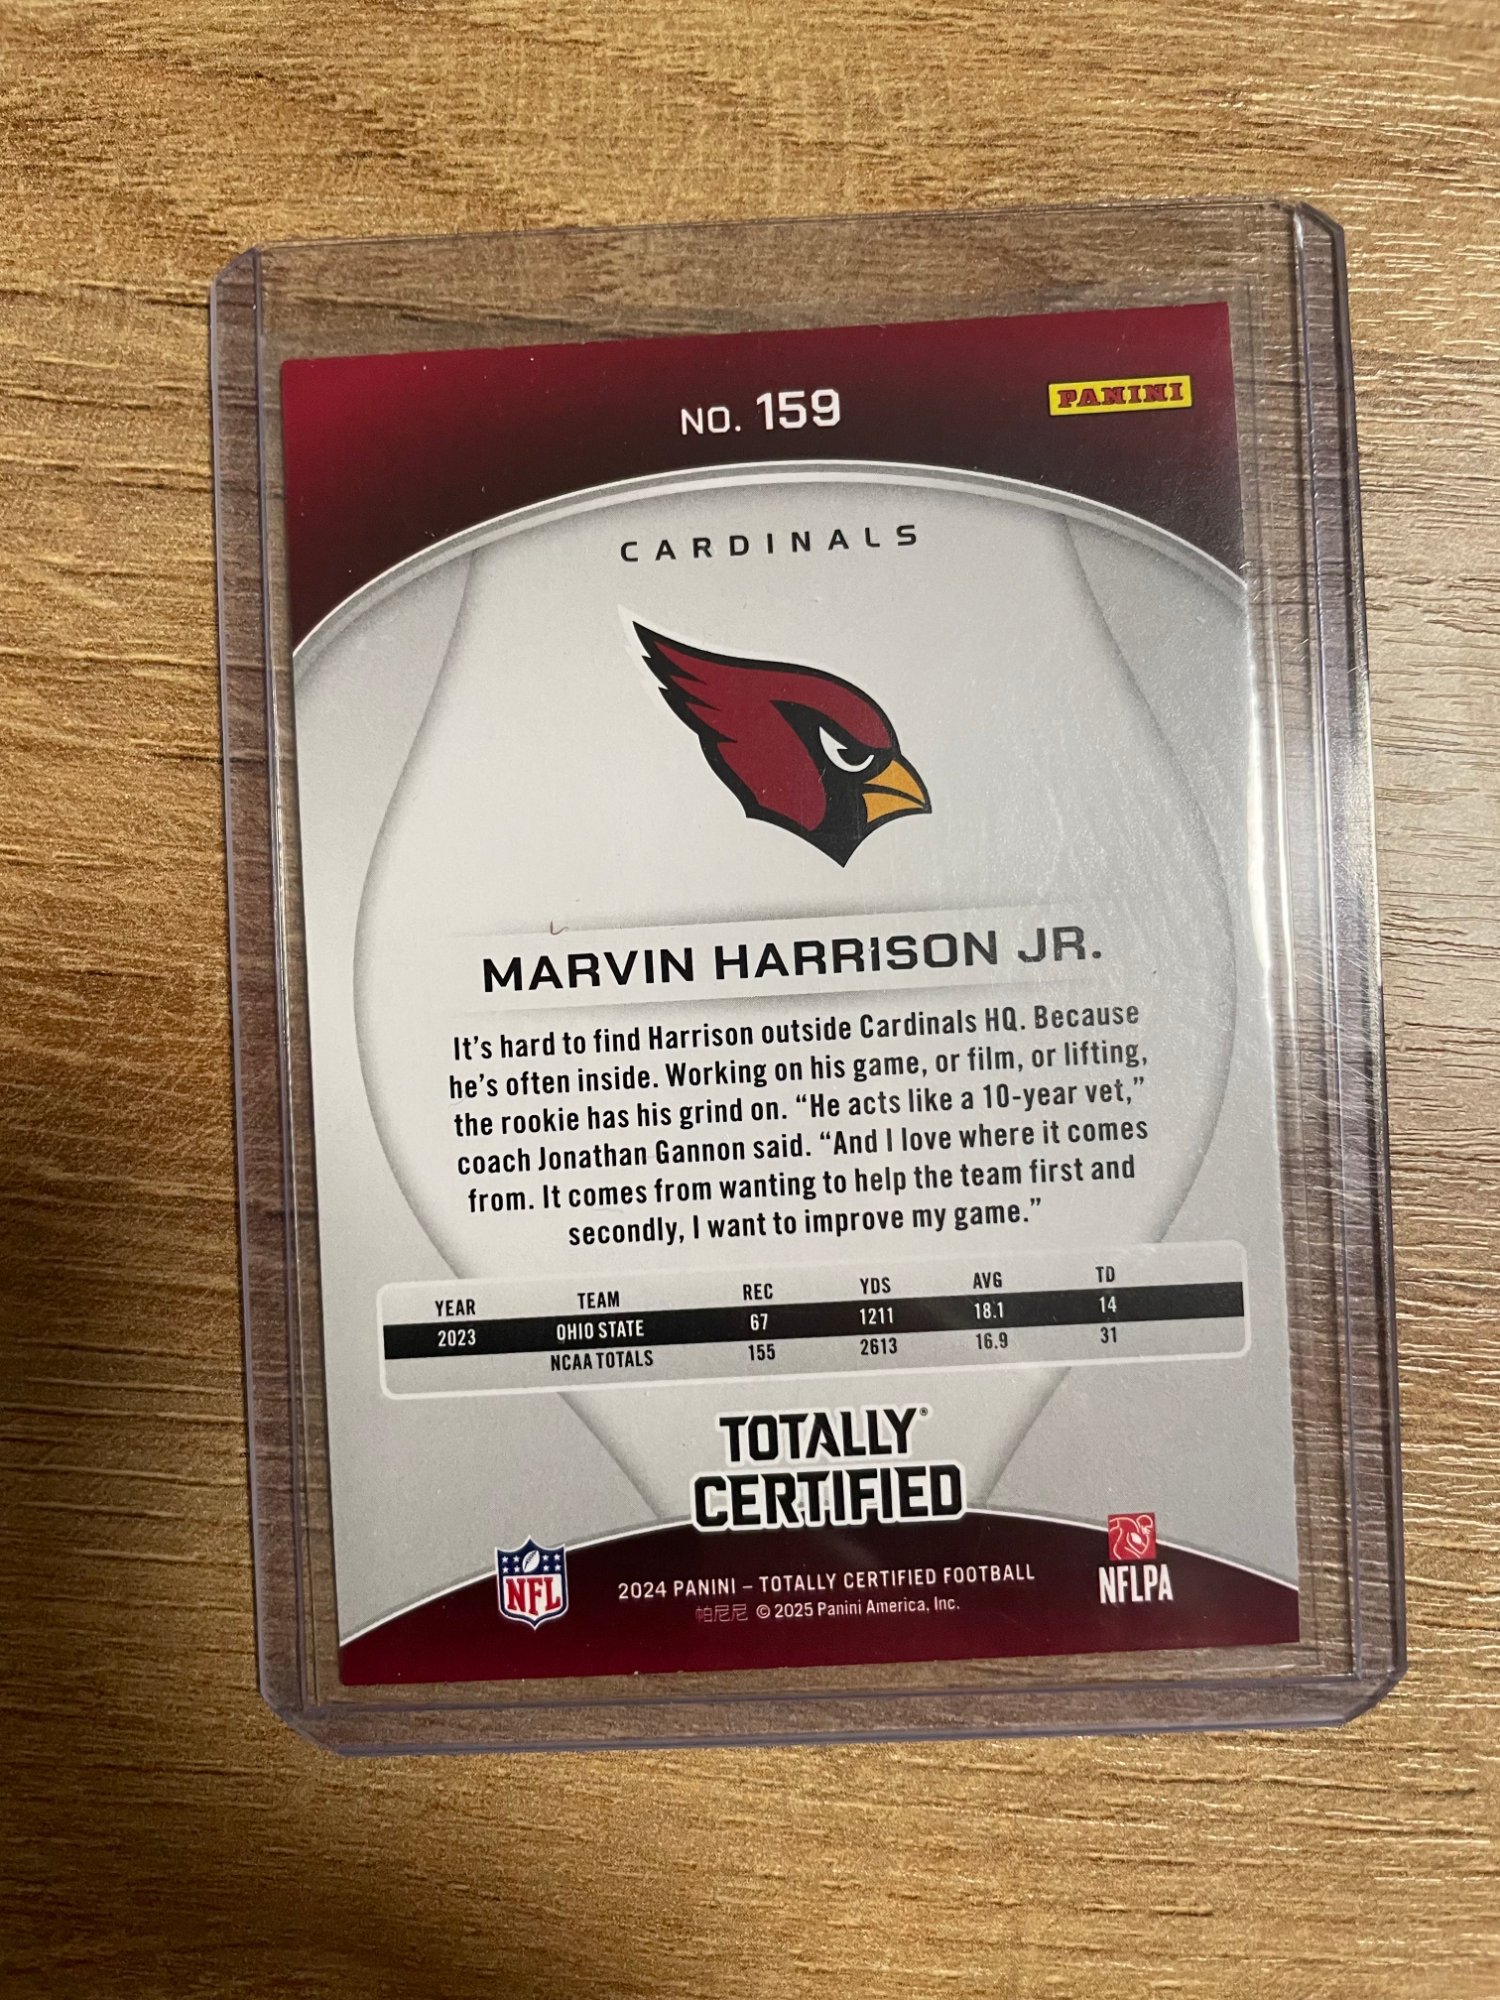 NO. 159
PANINI
CARDINALS
MARVIN HARRISON JR.
It's hard to find Harrison outside Cardinals HQ. Because
he's often inside. Working on his game, or film, or lifting,
the rookie has his grind on. “He acts like a 10-year vet,”
coach Jonathan Gannon said. “And I love where it comes
from. It comes from wanting to help the team first and
secondly, I want to improve my game.”
YEAR TEAM REC YDS AVG TD
2023 OHIO STATE 67 1211 18.1 14
NCAA TOTALS 155 2613 16.9 31
TOTALLY®
CERTIFIED
NFL
2024 PANINI – TOTALLY CERTIFIED FOOTBALL
帕尼尼 © 2025 Panini America, Inc.
NFLPA